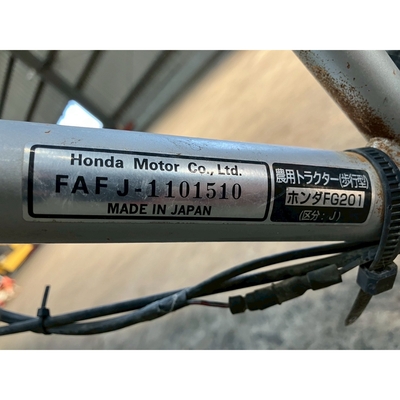 Honda Motor Co., Ltd.
FAFJ-1101510
MADE IN JAPAN
農用トラクター(歩行型)
ホンダFG201
(区分:J)